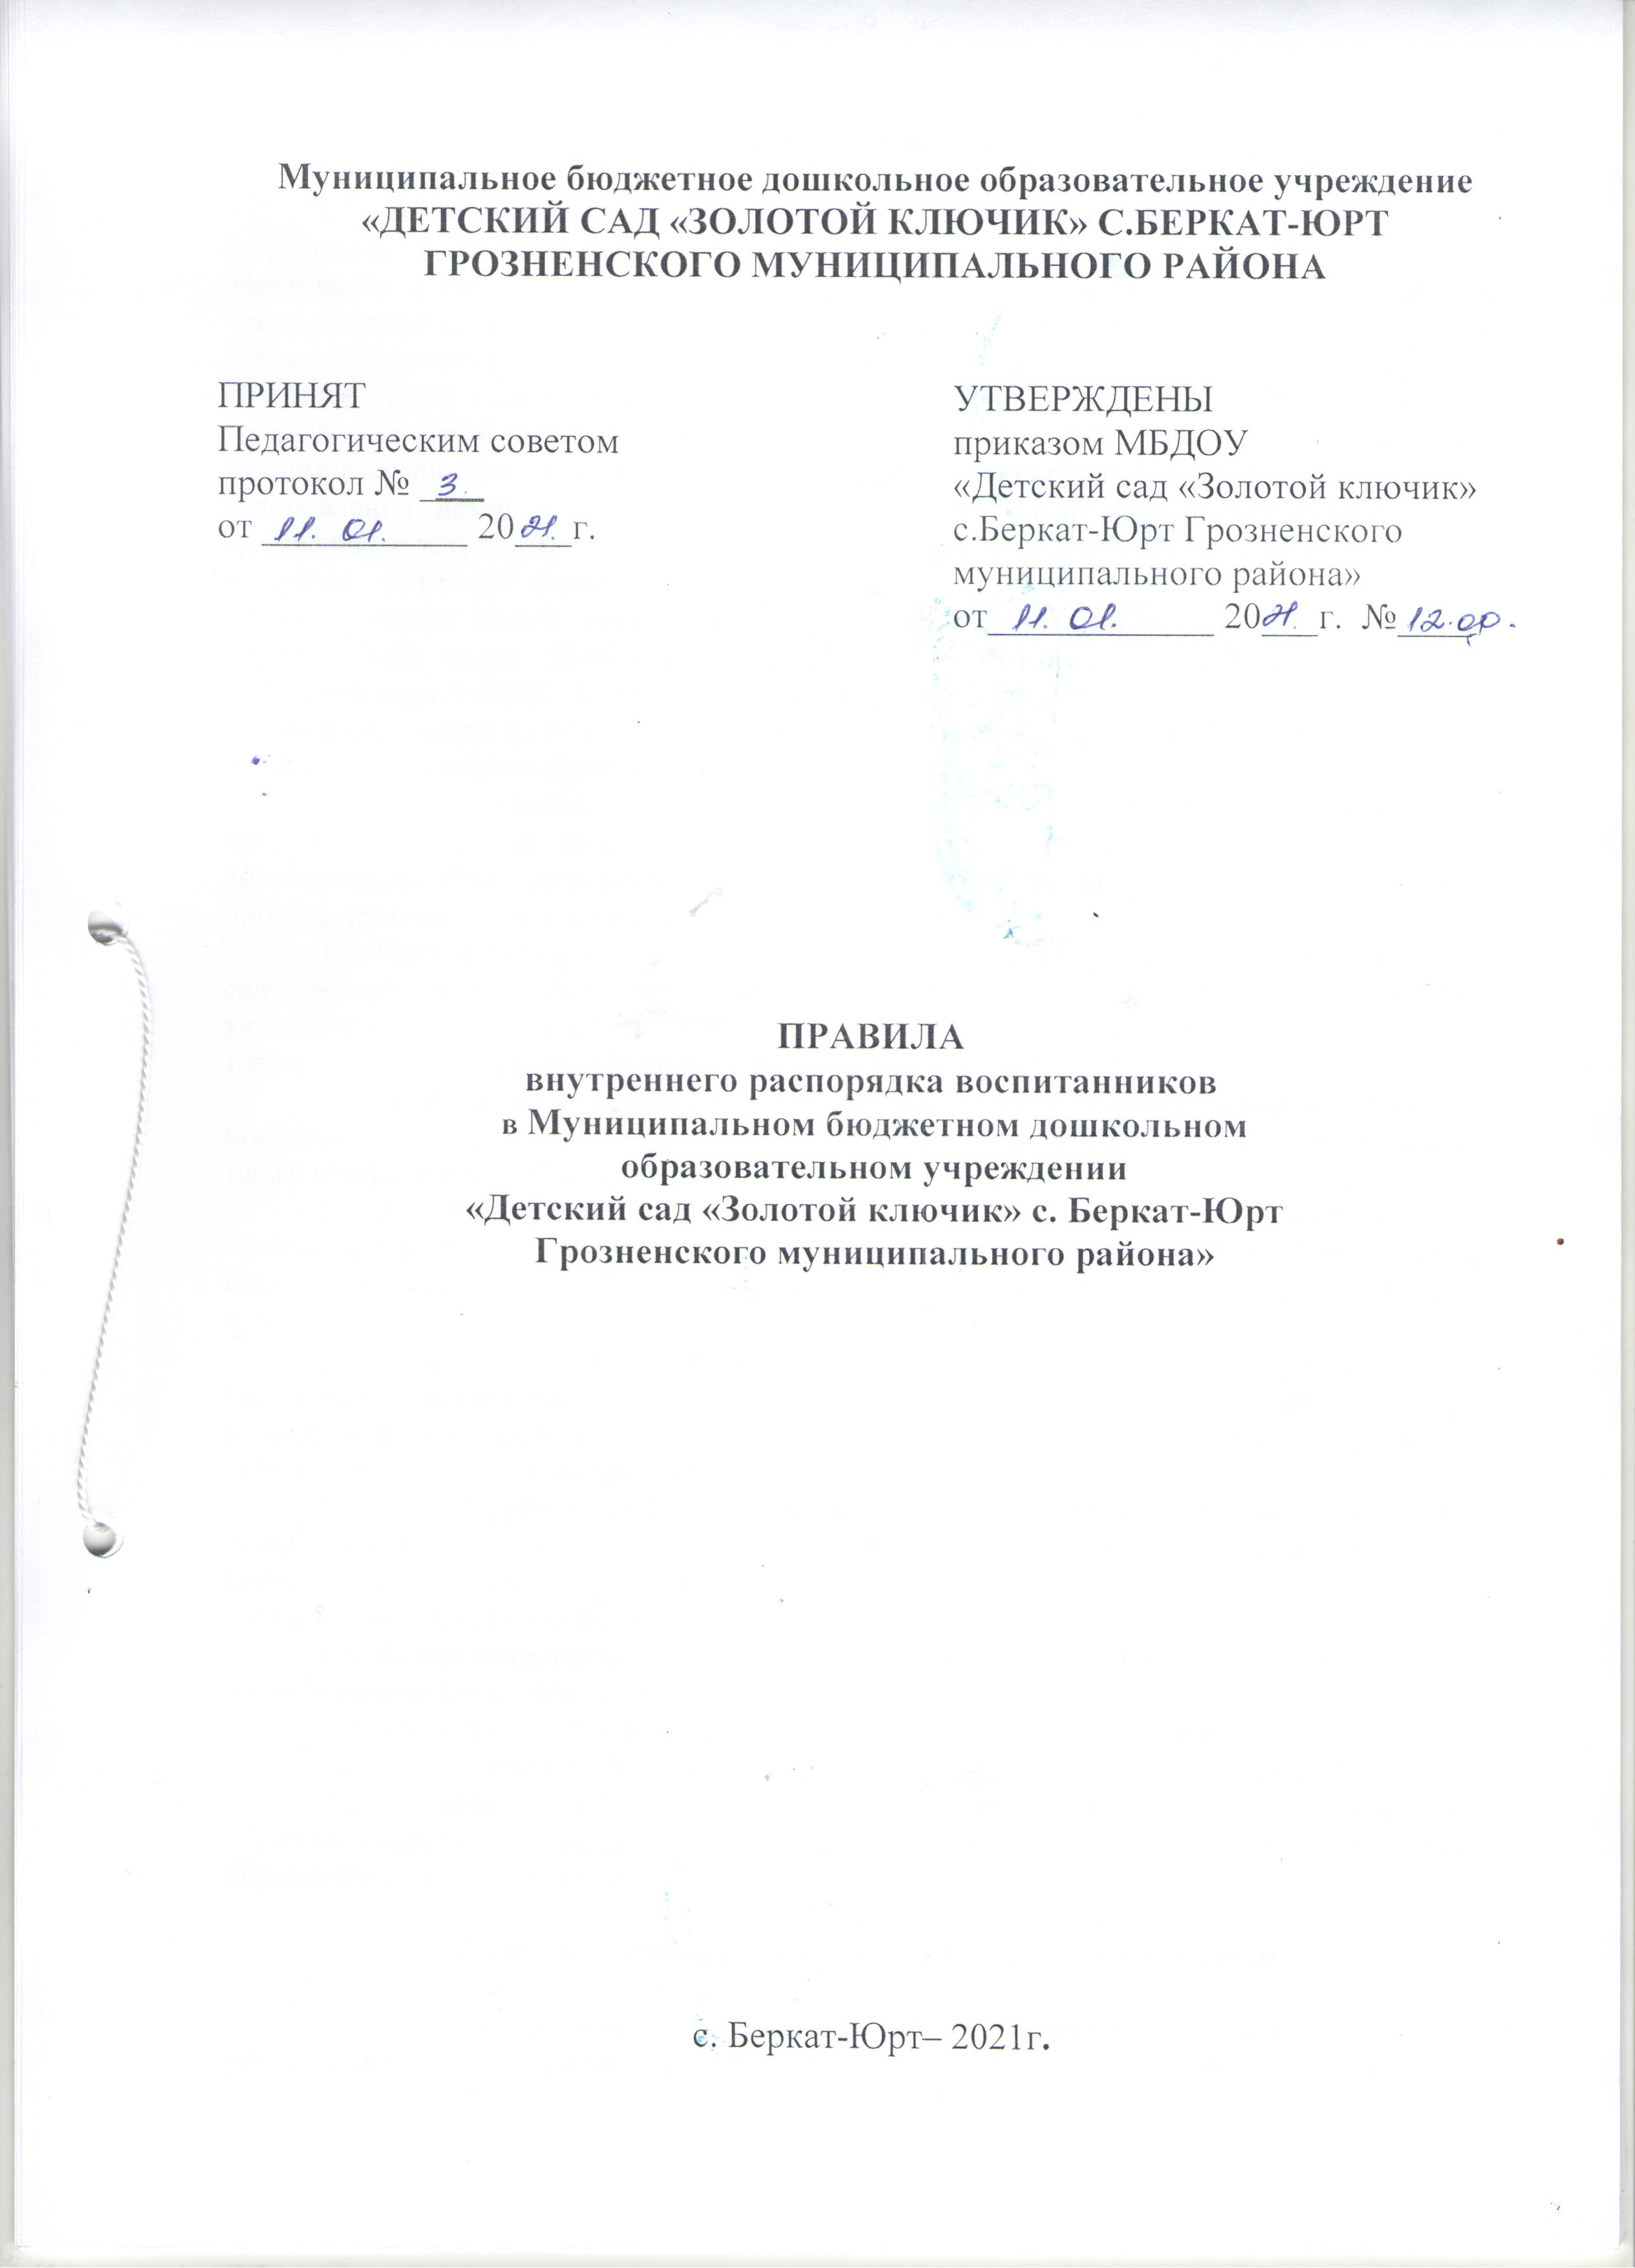 Муниципальное бюджетное дошкольное образовательное учреждение
«ДЕТСКИЙ САД «ЗОЛОТОЙ КЛЮЧИК» С.БЕРКАТ-ЮРТ
ГРОЗНЕНСКОГО МУНИЦИПАЛЬНОГО РАЙОНА
ПРИНЯТ
Педагогическим советом
протокол № 3
от 11. 01. 2021. г.
УТВЕРЖДЕНЫ
приказом МБДОУ
«Детский сад «Золотой ключик»
с.Беркат-Юрт Грозненского
муниципального района»
от 11. 01. 2021 г. № 12.ор.
ПРАВИЛА
внутреннего распорядка воспитанников
в Муниципальном бюджетном дошкольном
образовательном учреждении
«Детский сад «Золотой ключик» с. Беркат-Юрт
Грозненского муниципального района»
с. Беркат-Юрт– 2021г.